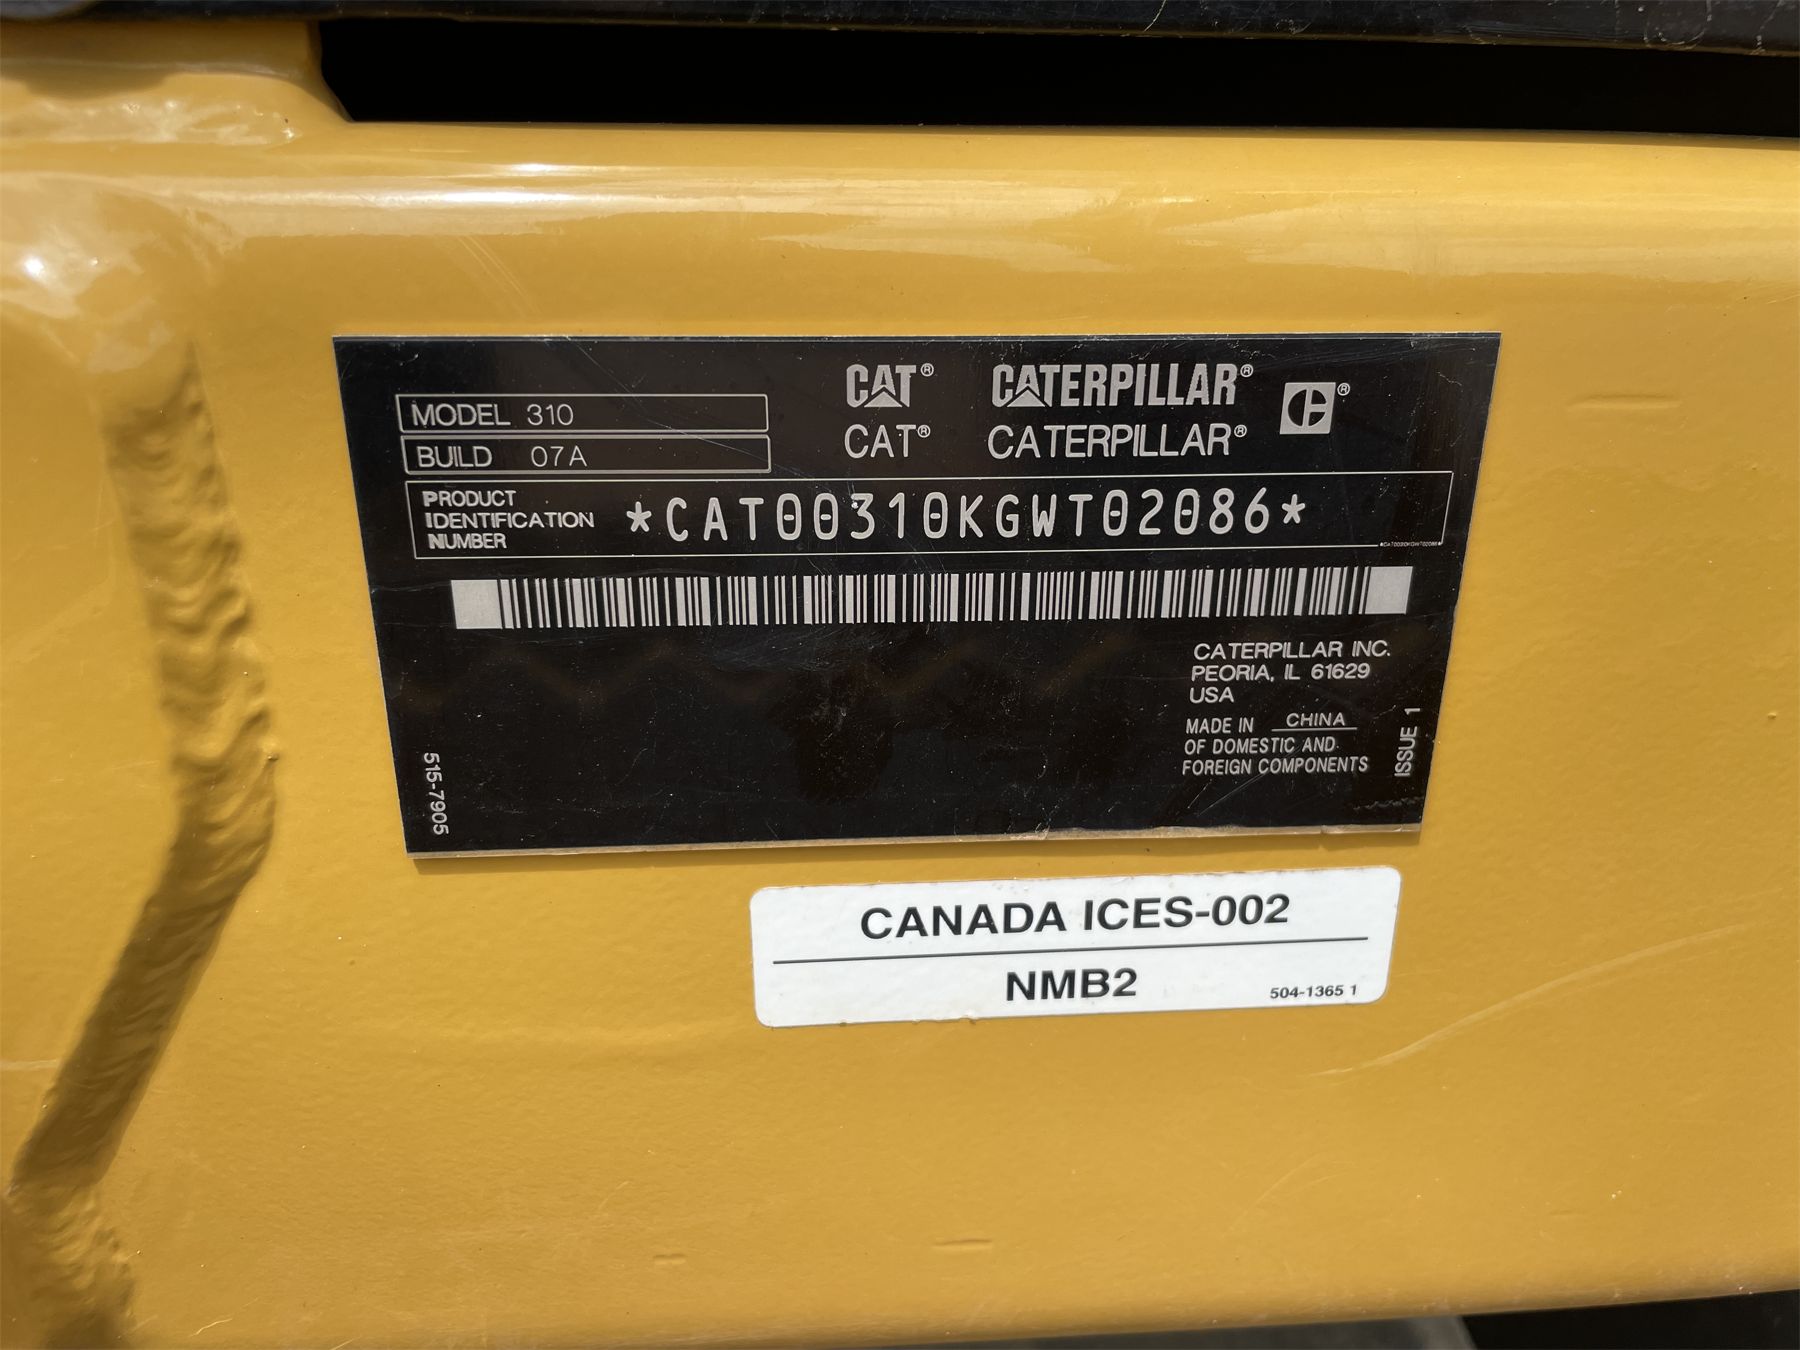 CAT® CATERPILLAR® C®
CAT® CATERPILLAR®
MODEL 310
BUILD 07A
PRODUCT
IDENTIFICATION
NUMBER
*CAT00310KGWT02086*
*CAT00310KGWT02086*
CATERPILLAR INC.
PEORIA, IL 61629
USA
MADE IN CHINA
OF DOMESTIC AND
FOREIGN COMPONENTS
ISSUE 1
515-7905
CANADA ICES-002
NMB2
504-1365 1